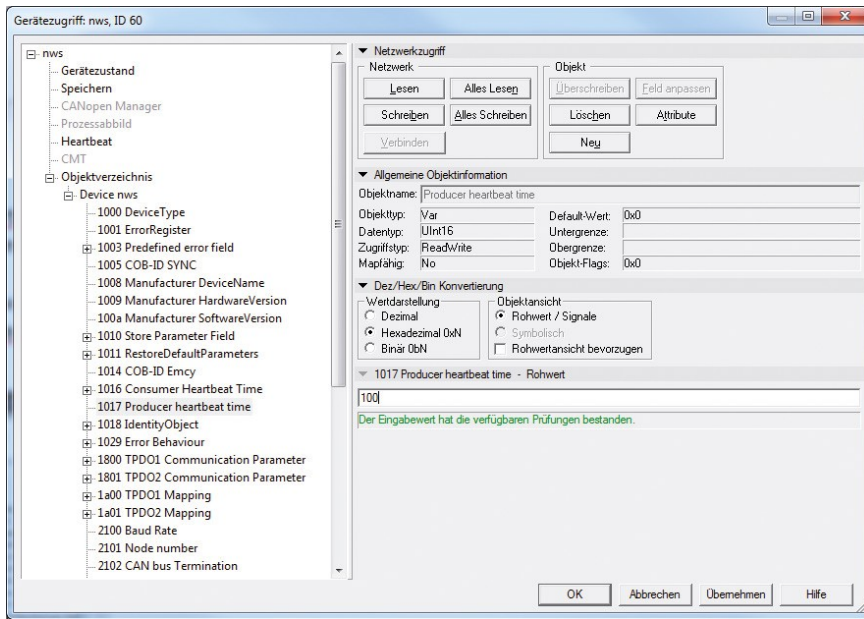 Gerätezugriff: nws, ID 60
nws
Gerätezustand
Speichern
CANopen Manager
Prozessabbild
Heartbeat
CMT
Objektverzeichnis
Device nws
1000 DeviceType
1001 ErrorRegister
1003 Predefined error field
1005 COB-ID SYNC
1008 Manufacturer DeviceName
1009 Manufacturer HardwareVersion
100a Manufacturer SoftwareVersion
1010 Store Parameter Field
1011 RestoreDefaultParameters
1014 COB-ID Emcy
1016 Consumer Heartbeat Time
1017 Producer heartbeat time
1018 IdentityObject
1029 Error Behaviour
1800 TPDO1 Communication Parameter
1801 TPDO2 Communication Parameter
1a00 TPDO1 Mapping
1a01 TPDO2 Mapping
2100 Baud Rate
2101 Node number
2102 CAN bus Termination
Netzwerkzugriff
Netzwerk
Objekt
Lesen Alles Lesen Überschreiben Feld anpassen
Schreiben Alles Schreiben Löschen Attribute
Verbinden Neu
Allgemeine Objektinformation
Objektname: Producer heartbeat time
Objekttyp: Var Default-Wert: 0x0
Datentyp: UInt16 Untergrenze:
Zugriffstyp: ReadWrite Obergrenze:
Mapfähig: No Objekt-Flags: 0x0
Dez/Hex/Bin Konvertierung
Wertdarstellung Objektansicht
Dezimal Rohwert / Signale
Hexadezimal 0xN Symbolisch
Binär 0bN Rohwertansicht bevorzugen
1017 Producer heartbeat time - Rohwert
100
Der Eingabewert hat die verfügbaren Prüfungen bestanden.
OK Abbrechen Übernehmen Hilfe